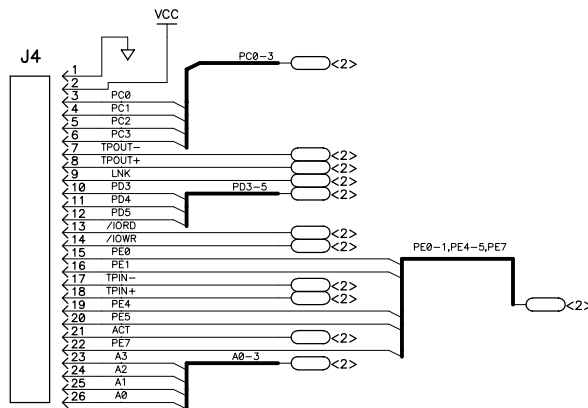 VCC
J4
PC0-3 <2>
1
2
3 PC0
4 PC1
5 PC2
6 PC3
7 TPOUT- <2>
8 TPOUT+ <2>
9 LNK <2>
10 PD3 PD3-5 <2>
11 PD4
12 PD5
13 /IORD <2>
14 /IOWR <2>
15 PE0 PE0-1,PE4-5,PE7
16 PE1
17 TPIN- <2>
18 TPIN+ <2>
19 PE4 <2>
20 PE5
21 ACT <2>
22 PE7
23 A3 A0-3 <2>
24 A2
25 A1
26 A0